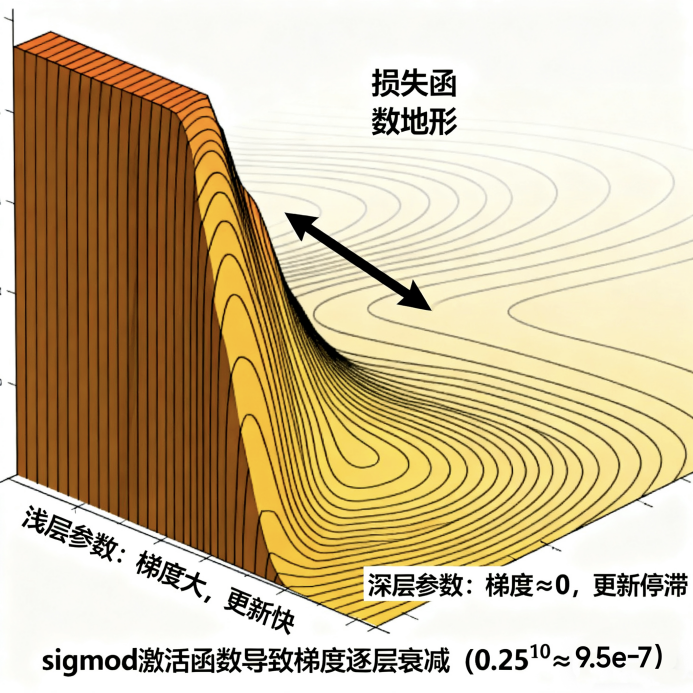 损失函
数地形
浅层参数：梯度大，更新快
深层参数：梯度≈0，更新停滞
sigmod激活函数导致梯度逐层衰减（0.25¹⁰≈9.5e-7）